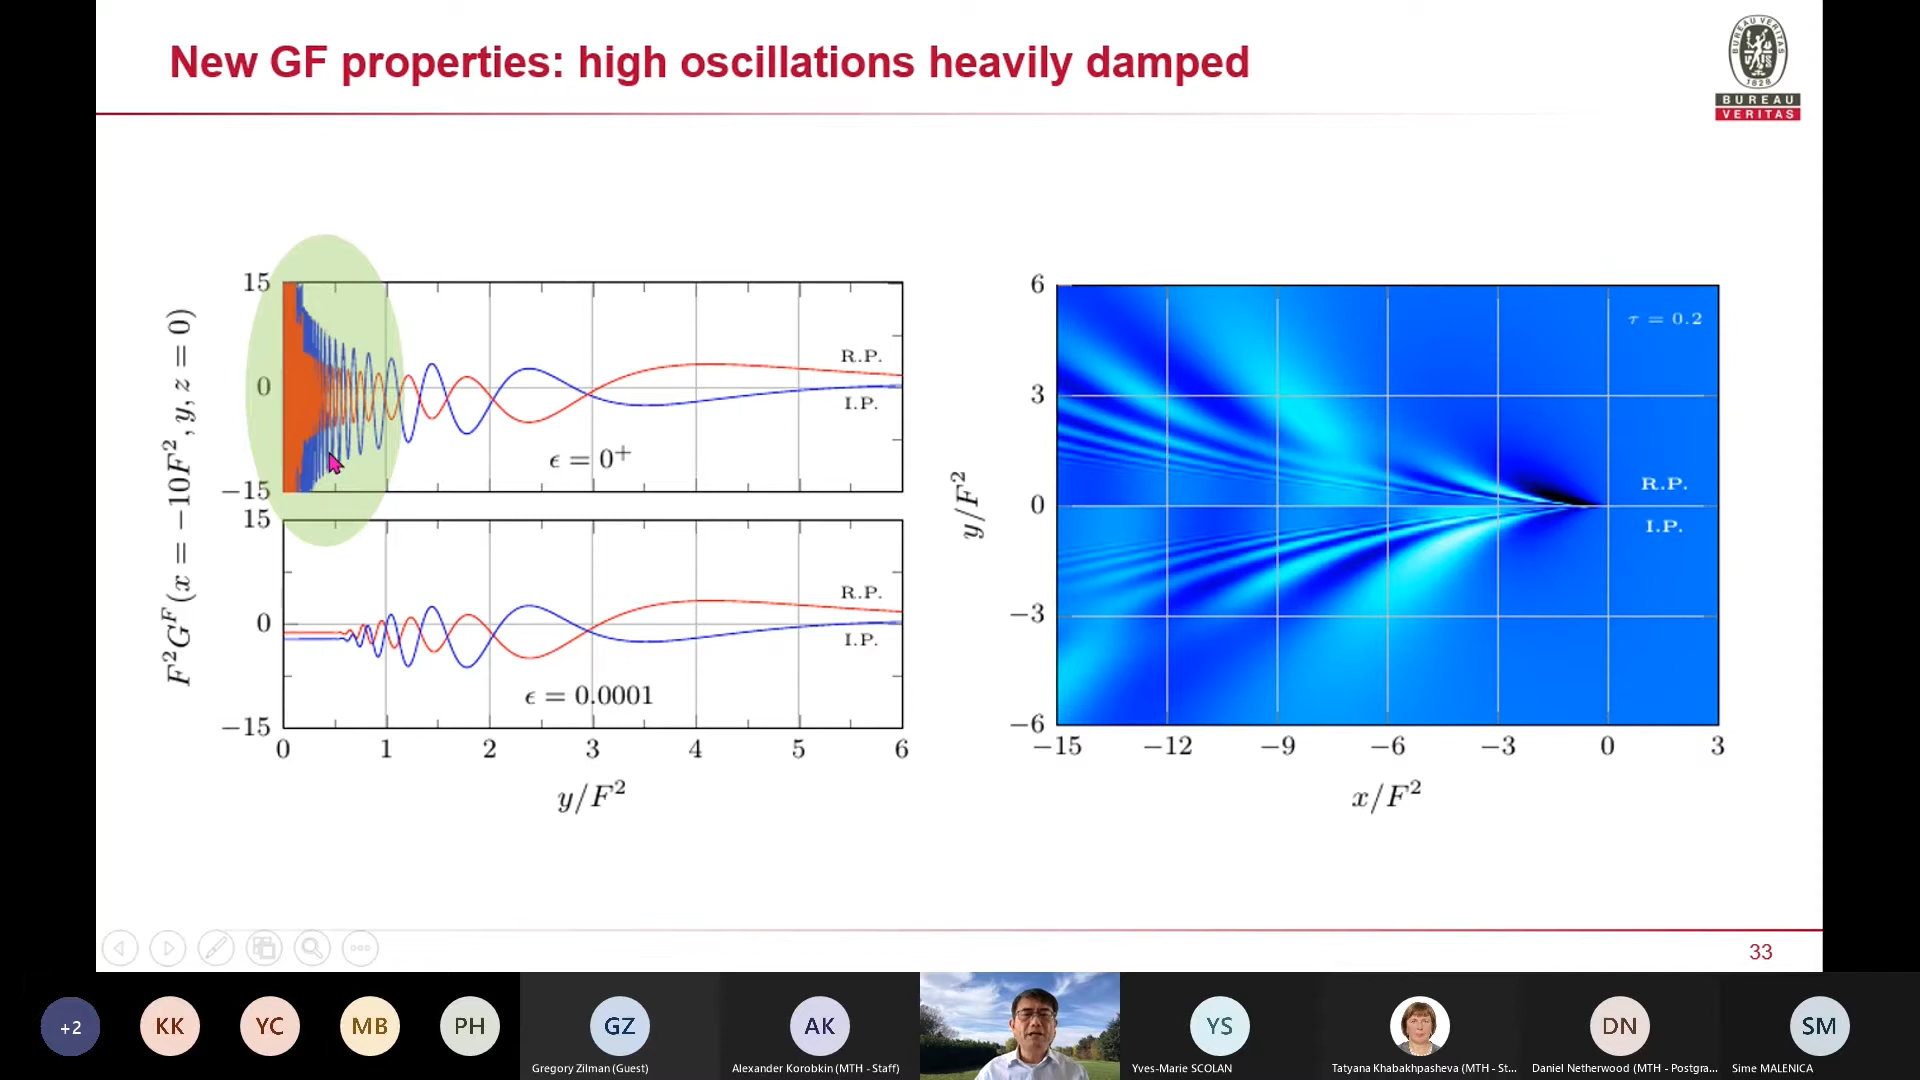 New GF properties: high oscillations heavily damped
BUREAU VERITAS
1828
BUREAU
VERITAS
F²G^F(x = −10F², y, z = 0)
15
0
−15
R.P.
I.P.
ϵ = 0⁺
15
0
−15
R.P.
I.P.
ϵ = 0.0001
0 1 2 3 4 5 6
y/F²
y/F²
6
3
0
−3
−6
τ = 0.2
R.P.
I.P.
−15 −12 −9 −6 −3 0 3
x/F²
33
+2
KK
YC
MB
PH
GZ
Gregory Zilman (Guest)
AK
Alexander Korobkin (MTH - Staff)
YS
Yves-Marie SCOLAN
Tatyana Khabakhpasheva (MTH - St...
DN
Daniel Netherwood (MTH - Postgra...
SM
Sime MALENICA